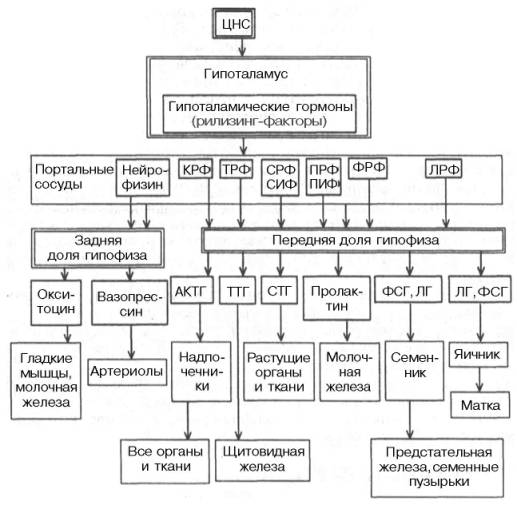 ЦНС
Гипоталамус
Гипоталамические гормоны
(рилизинг-факторы)
Портальные
сосуды
Нейро-
физин
КРФ
ТРФ
СРФ
СИФ
ПРФ
ПИФ
ФРФ
ЛРФ
Задняя
доля гипофиза
Передняя доля гипофиза
Окси-
тоцин
Вазопрес-
син
АКТГ
ТТГ
СТГ
Пролак-
тин
ФСГ, ЛГ
ЛГ, ФСГ
Гладкие
мышцы,
молочная
железа
Артериолы
Надпо-
чечни-
ки
Растущие
органы
и ткани
Молоч-
ная
железа
Семен-
ник
Яичник
Матка
Все органы
и ткани
Щитовидная
железа
Предстательная
железа, семенные
пузырьки